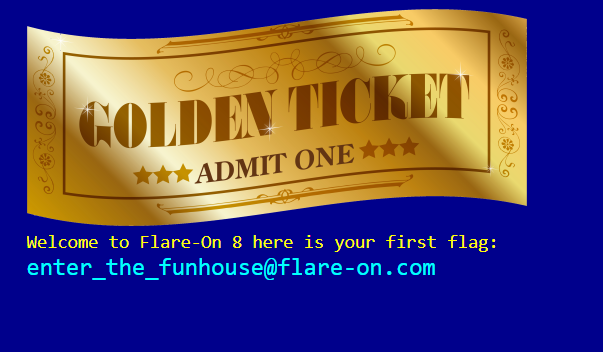 GOLDEN TICKET
ADMIT ONE
Welcome to Flare-On 8 here is your first flag:
enter_the_funhouse@flare-on.com